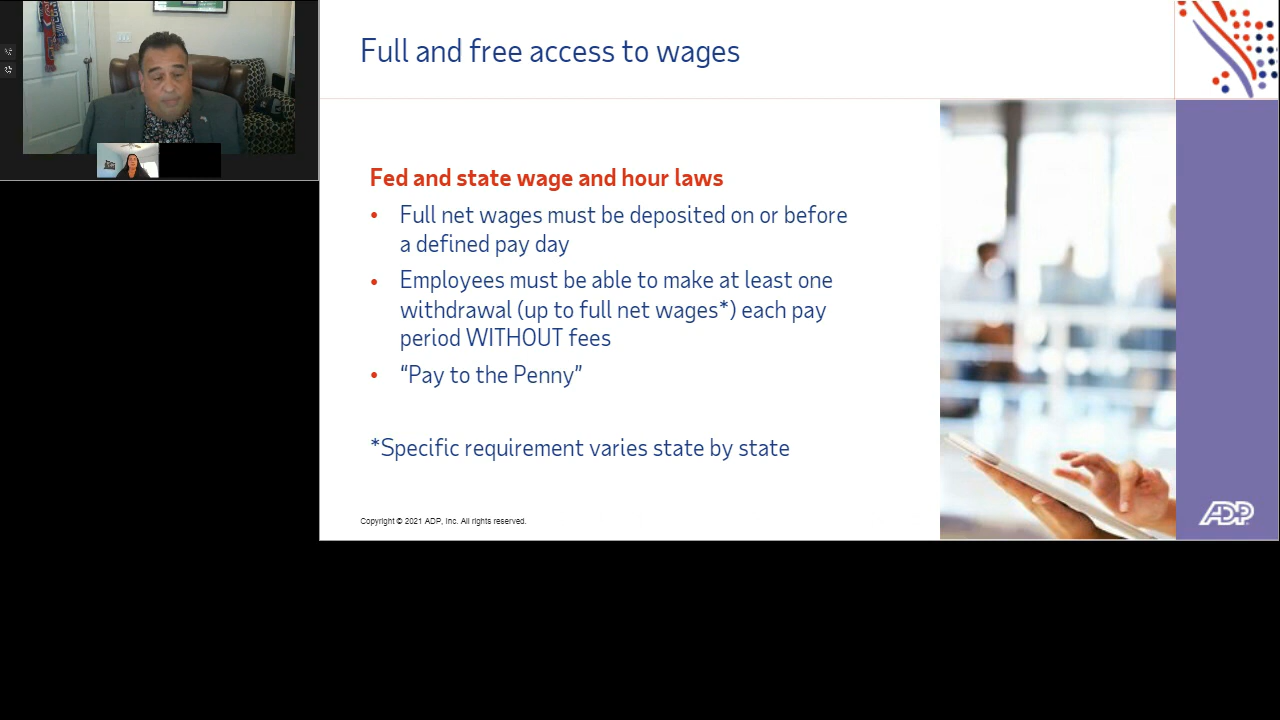 Full and free access to wages
Fed and state wage and hour laws
• Full net wages must be deposited on or before
a defined pay day
• Employees must be able to make at least one
withdrawal (up to full net wages*) each pay
period WITHOUT fees
• “Pay to the Penny”
*Specific requirement varies state by state
Copyright © 2021 ADP, Inc. All rights reserved.
ADP